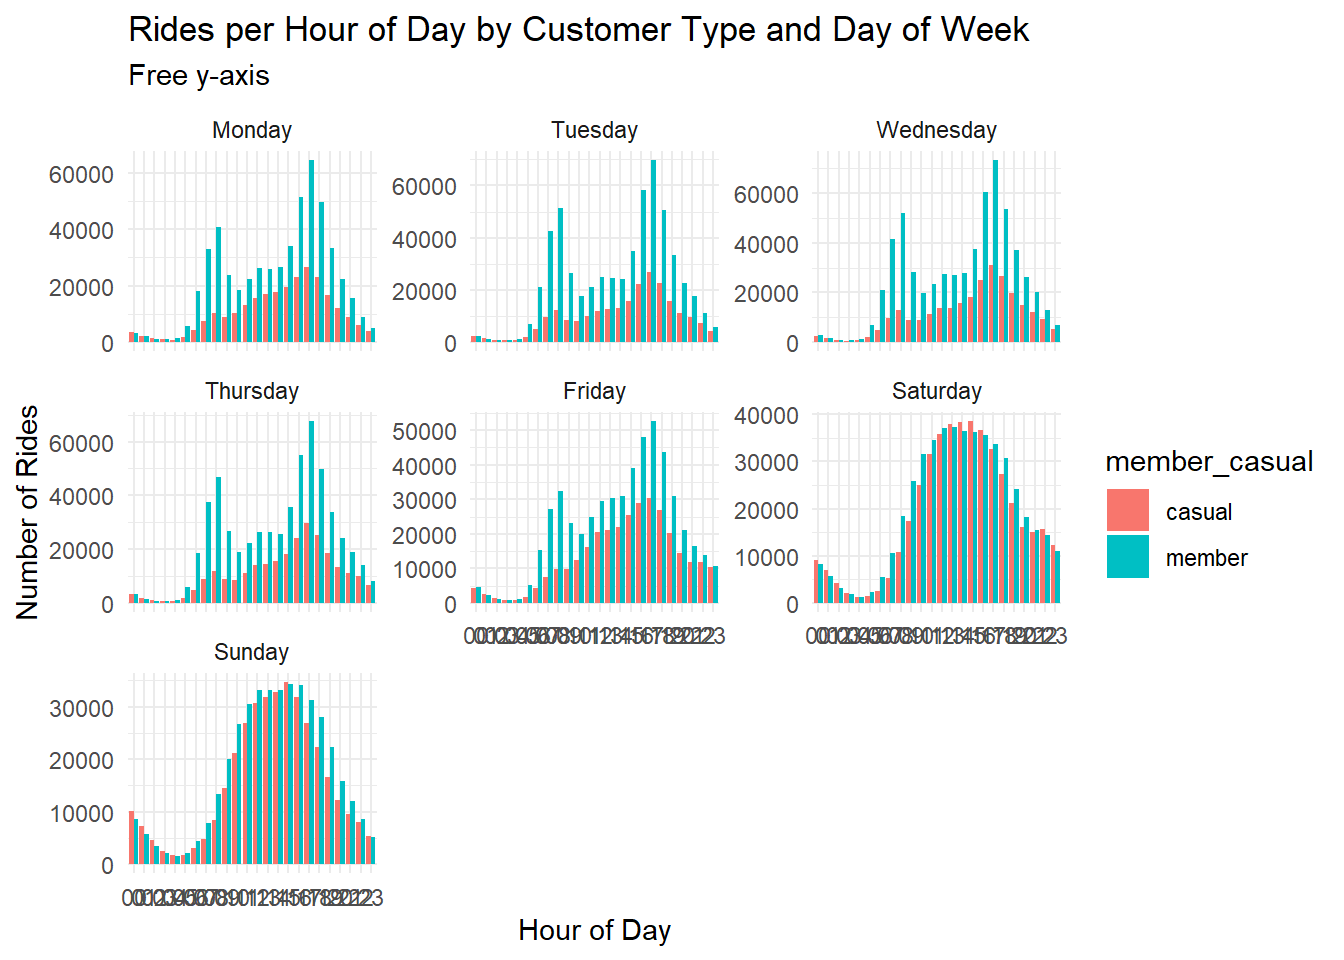 Rides per Hour of Day by Customer Type and Day of Week
Free y-axis
Monday
Tuesday
Wednesday
60000
40000
20000
0
60000
40000
20000
0
60000
40000
20000
0
Thursday
Friday
Saturday
60000
40000
20000
0
50000
40000
30000
20000
10000
0
40000
30000
20000
10000
0
Sunday
30000
20000
10000
0
Number of Rides
Hour of Day
member_casual
casual
member